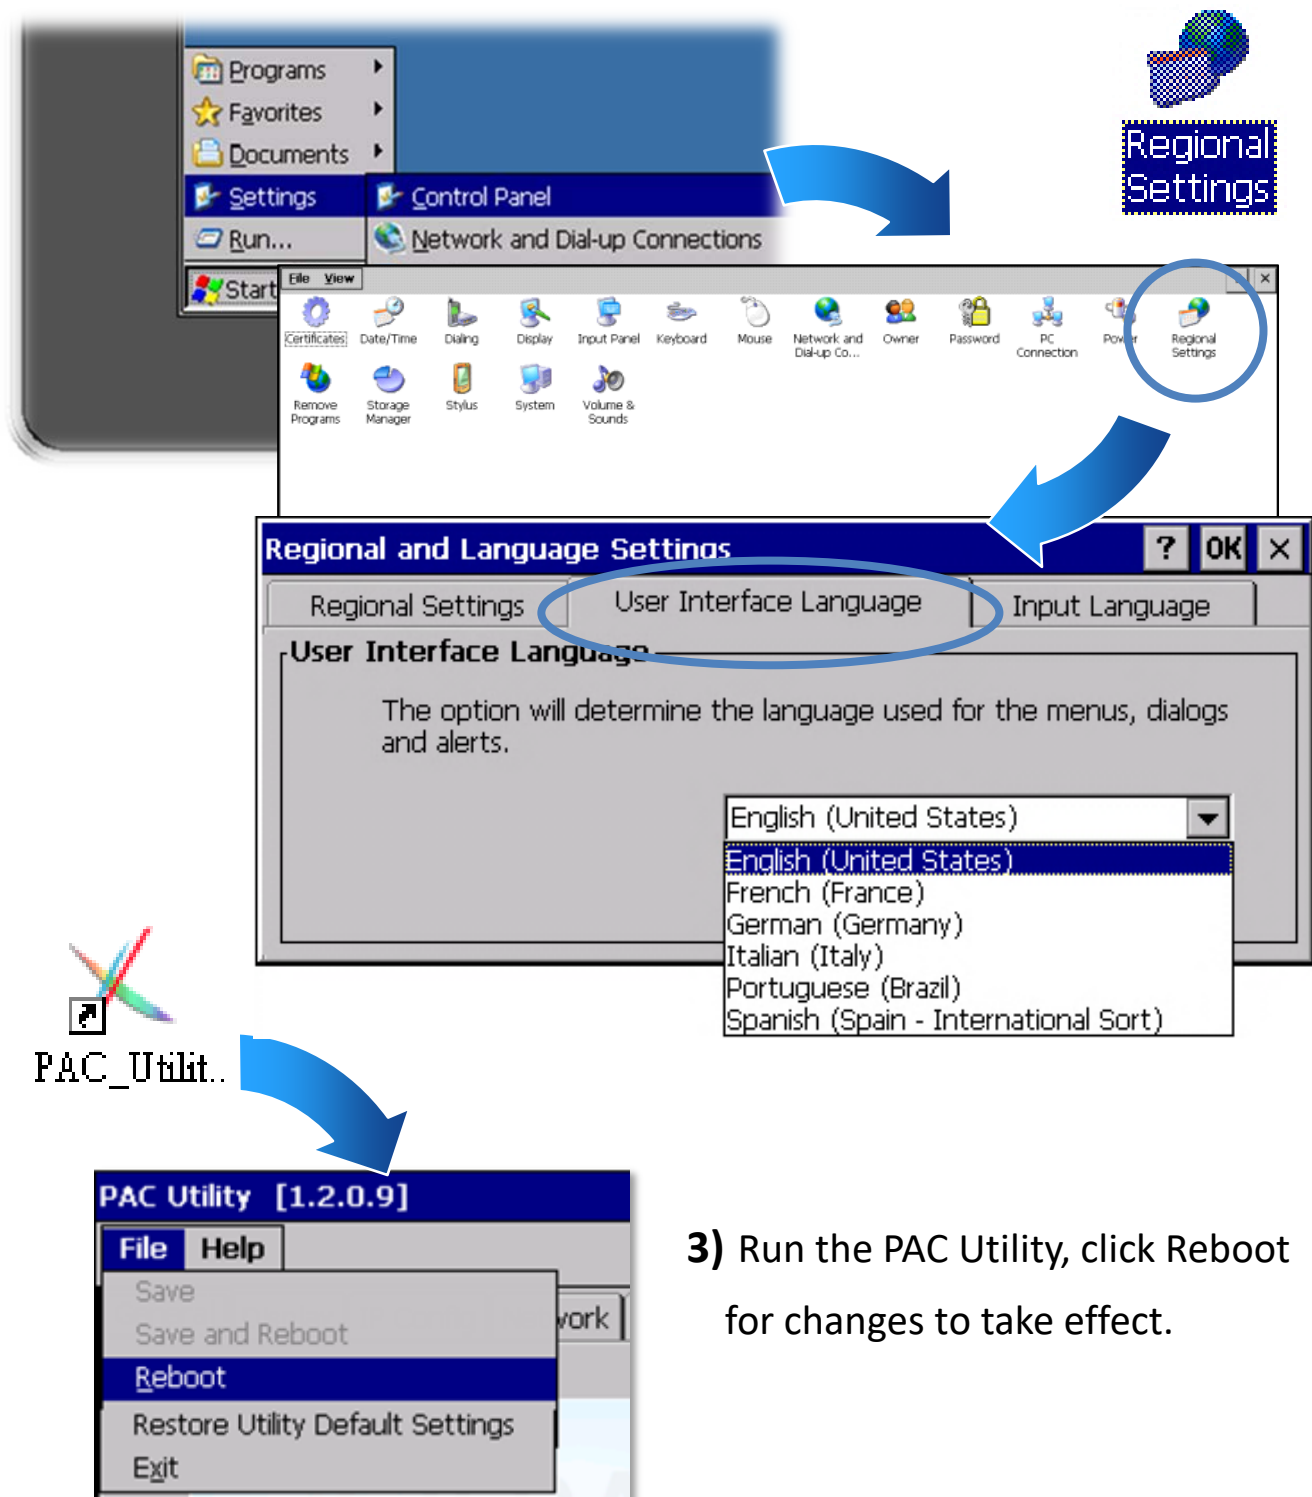 Programs
Favorites
Documents
Settings
Control Panel
Run...
Network and Dial-up Connections
Start
Regional
Settings
File View
Certificates Date/Time Dialing Display Input Panel Keyboard Mouse Network and Dial-up Co... Owner Password PC Connection Power Regional Settings
Remove Programs Storage Manager Stylus System Volume & Sounds
Regional and Language Settings ? OK ×
Regional Settings User Interface Language Input Language
User Interface Language
The option will determine the language used for the menus, dialogs
and alerts.
English (United States)
English (United States)
French (France)
German (Germany)
Italian (Italy)
Portuguese (Brazil)
Spanish (Spain - International Sort)
PAC_Utilit..
PAC Utility [1.2.0.9]
File Help
Save
Save and Reboot
work
Reboot
Restore Utility Default Settings
Exit
3) Run the PAC Utility, click Reboot
for changes to take effect.